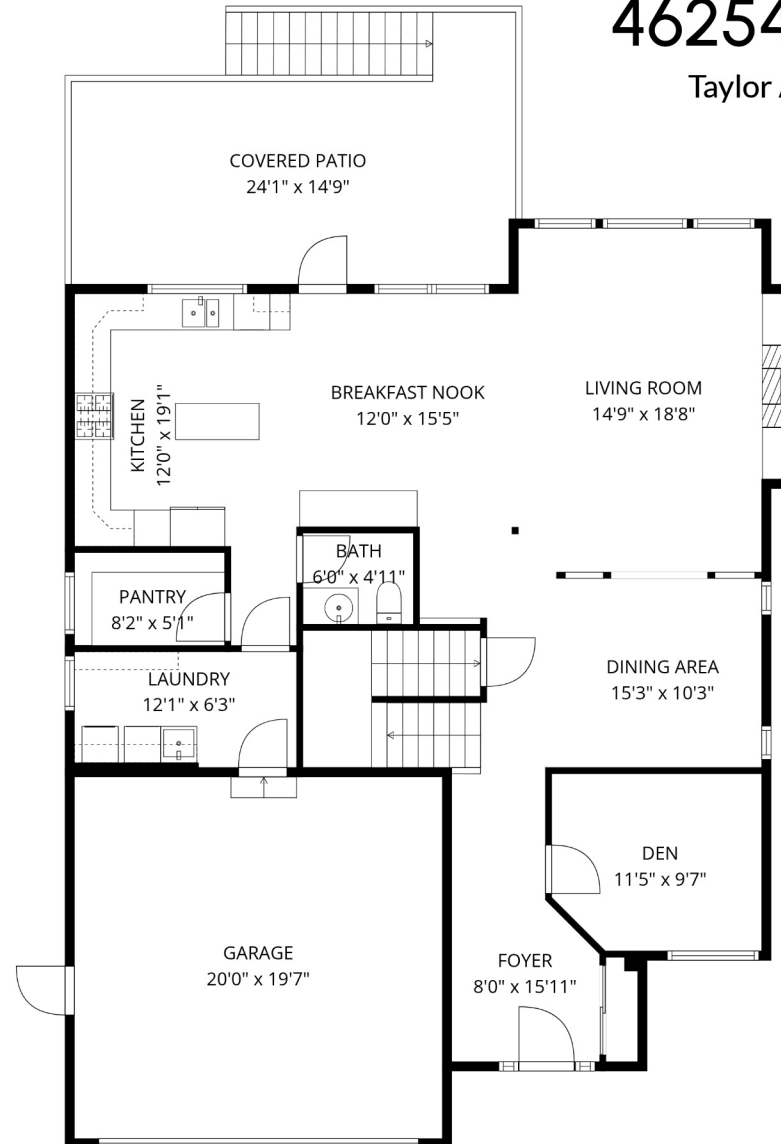 46254
Taylor
COVERED PATIO
24'1" x 14'9"
BREAKFAST NOOK
12'0" x 15'5"
LIVING ROOM
14'9" x 18'8"
KITCHEN
12'0" x 19'1"
BATH
6'0" x 4'11"
PANTRY
8'2" x 5'1"
LAUNDRY
12'1" x 6'3"
DINING AREA
15'3" x 10'3"
DEN
11'5" x 9'7"
GARAGE
20'0" x 19'7"
FOYER
8'0" x 15'11"